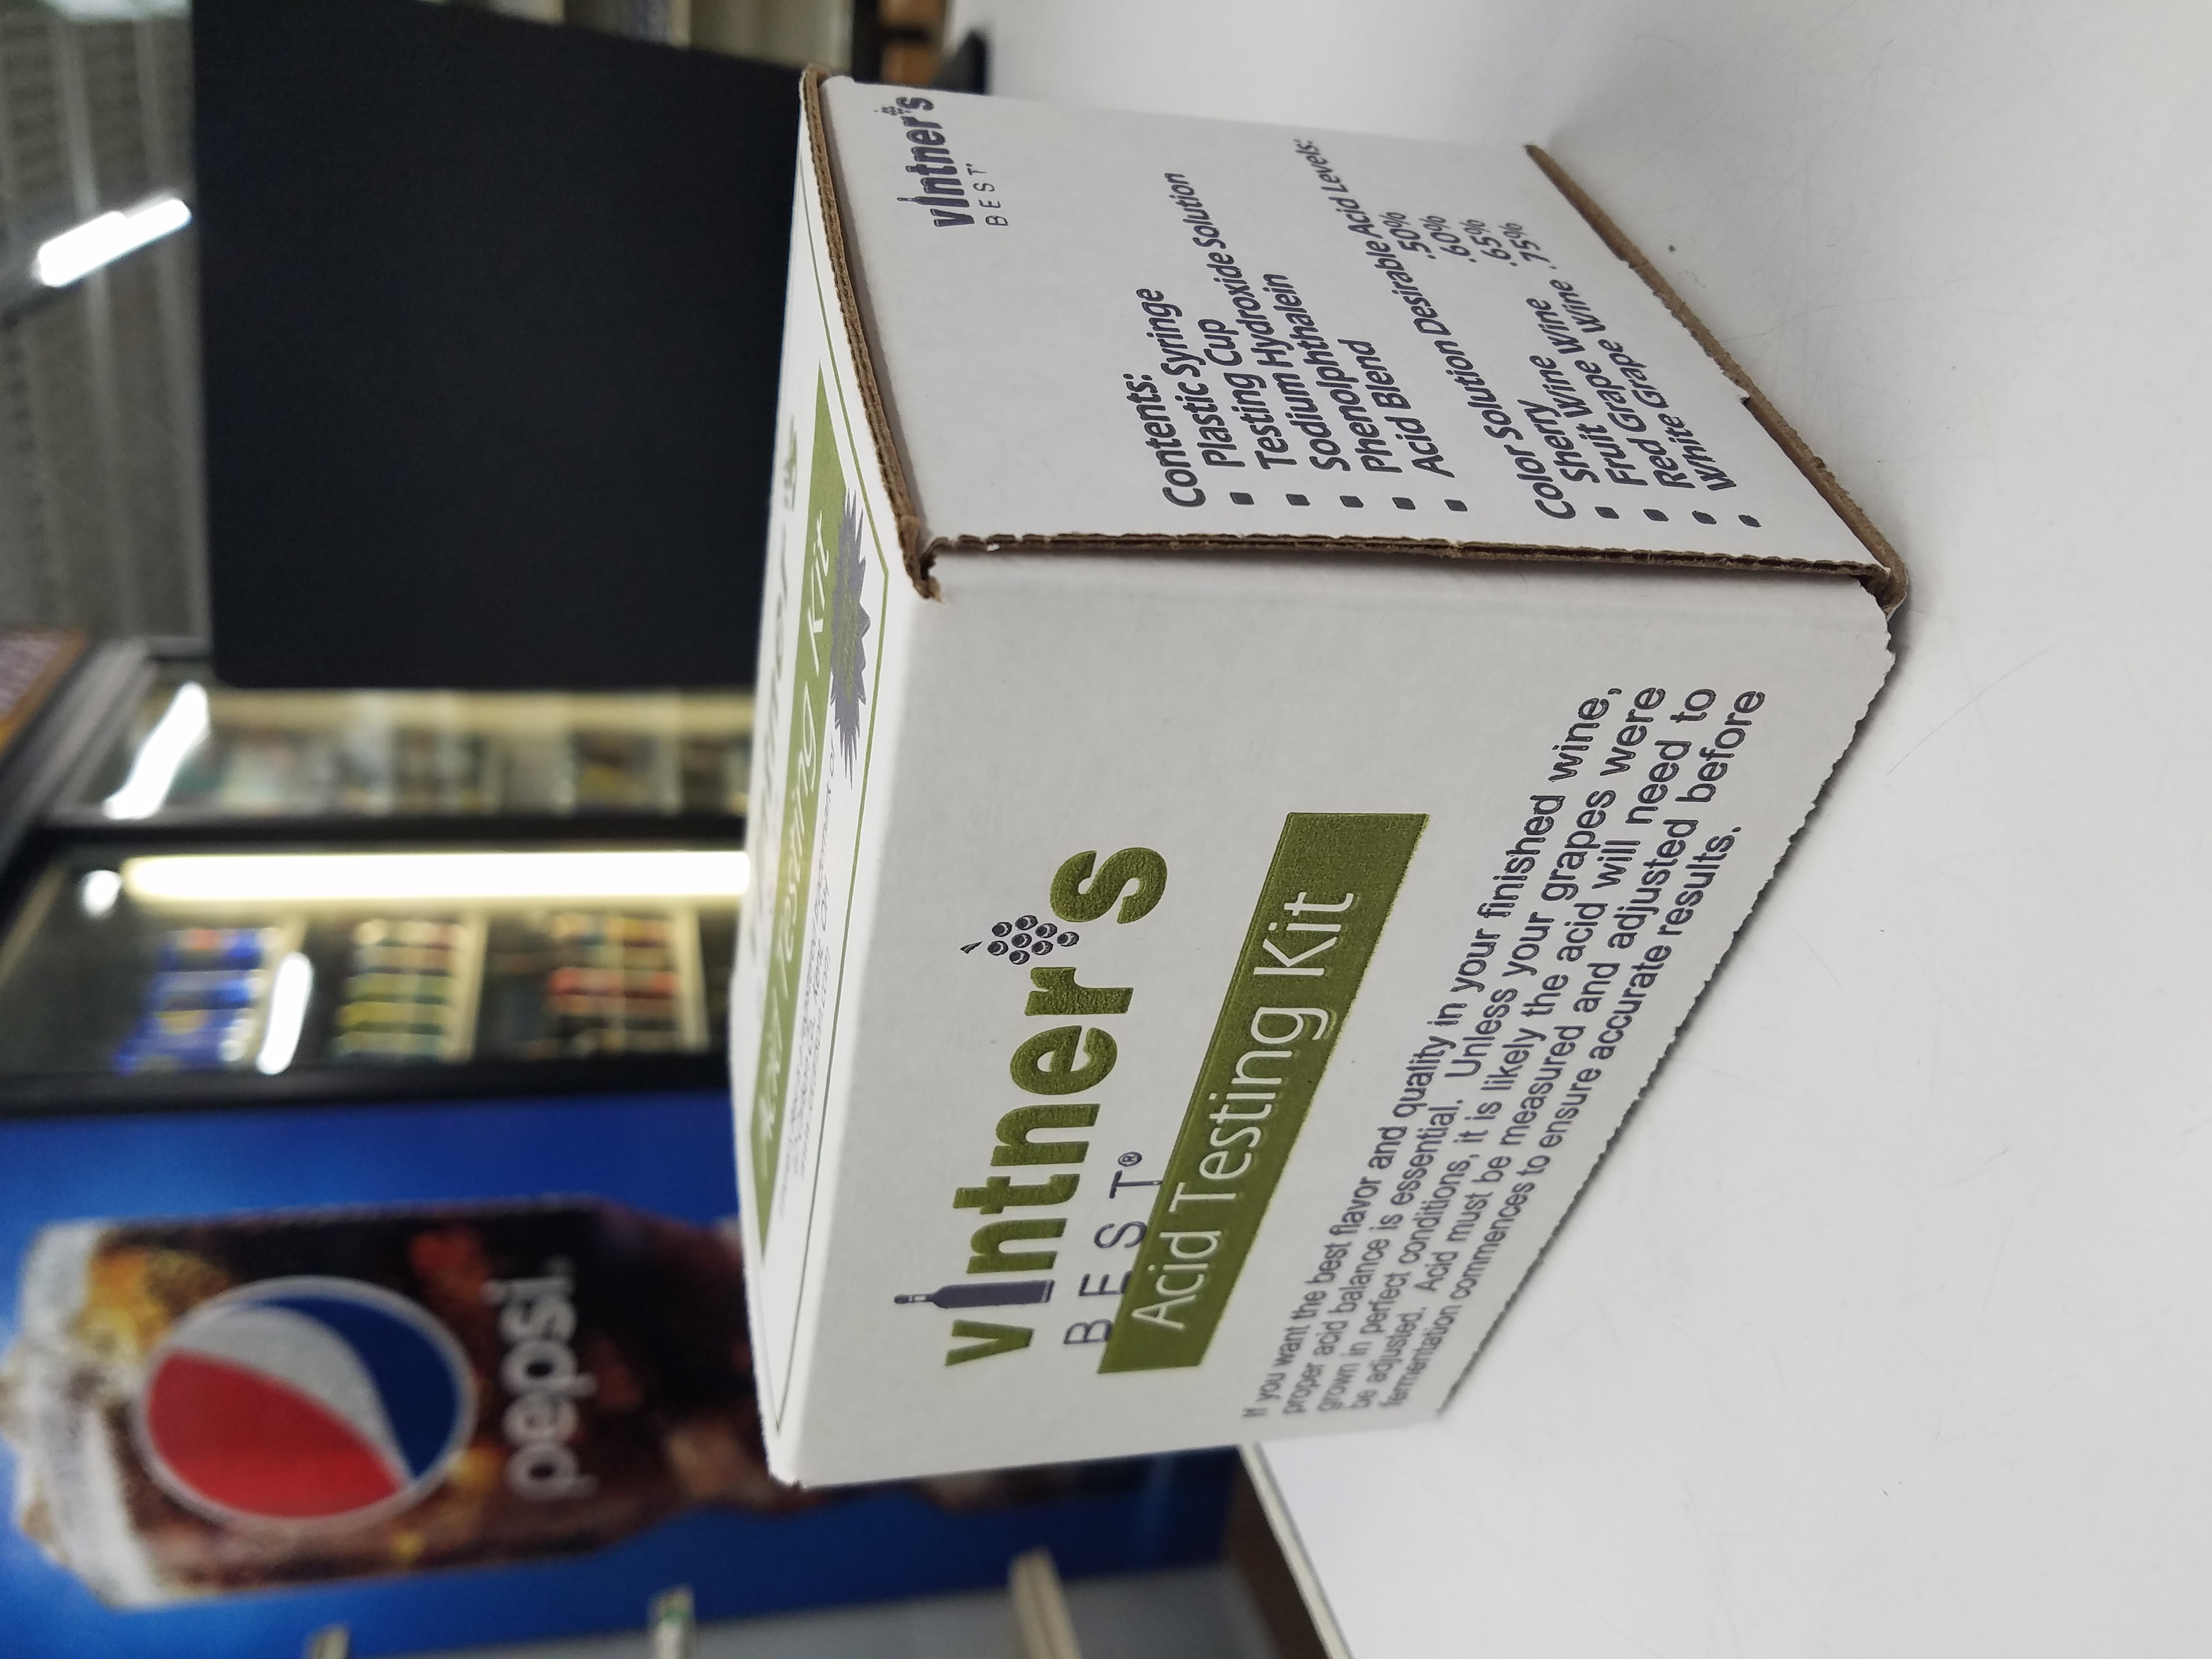 vintner's
BEST®
Acid Testing Kit
If you want the best flavor and quality in your finished wine,
proper acid balance is essential. Unless your grapes were
grown in perfect conditions, it is likely the acid will need to
be adjusted. Acid must be measured and adjusted before
fermentation commences to ensure accurate results.
vintner's
BEST
Contents:
▪ Plastic Syringe
▪ Testing Cup
▪ Sodium Hydroxide Solution
▪ Phenolphthalein Color Solution
▪ Acid Blend
Desirable Acid Levels:
▪ Sherry Wine .50%
▪ Fruit Wine .60%
▪ Red Grape Wine .65%
▪ White Grape Wine .75%
Acid Testing Kit
pepsi